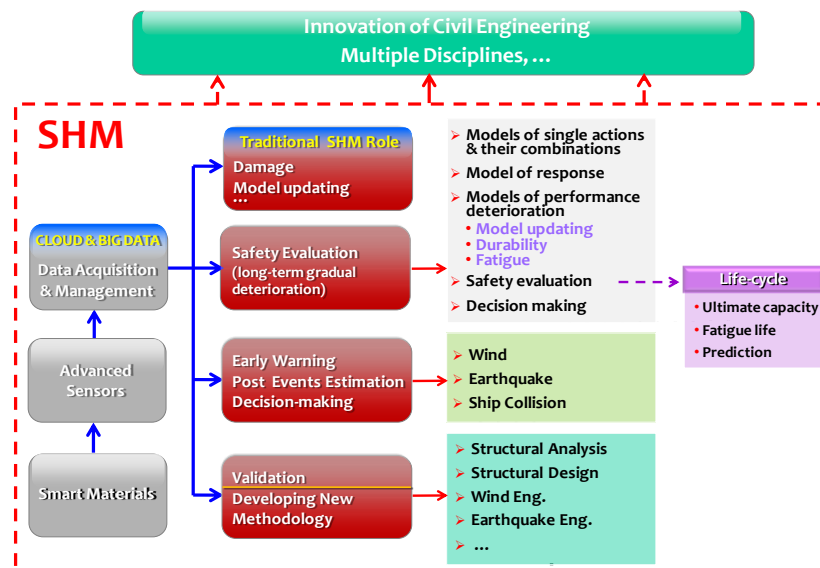 Innovation of Civil Engineering
Multiple Disciplines, ...
SHM
CLOUD & BIG DATA
Data Acquisition
& Management
Advanced
Sensors
Smart Materials
Traditional SHM Role
Damage
Model updating
...
Safety Evaluation
(long-term gradual
deterioration)
Early Warning
Post Events Estimation
Decision-making
Validation
Developing New
Methodology
➢ Models of single actions
& their combinations
➢ Model of response
➢ Models of performance
deterioration
• Model updating
• Durability
• Fatigue
➢ Safety evaluation
➢ Decision making
➢ Wind
➢ Earthquake
➢ Ship Collision
➢ Structural Analysis
➢ Structural Design
➢ Wind Eng.
➢ Earthquake Eng.
➢ ...
Life-cycle
• Ultimate capacity
• Fatigue life
• Prediction